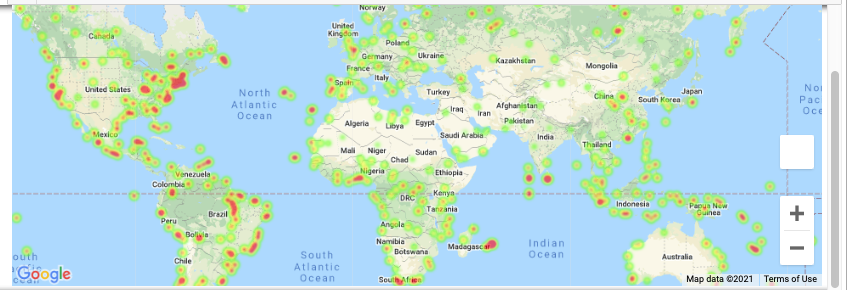 Norway
Canada
United
Kingdom
Poland
Germany
Ukraine
Kazakhstan
France
Mongolia
Spain
Italy
United States
North
Atlantic
Ocean
Turkey
China
South Korea
Japan
Iraq
Iran
Afghanistan
Pakistan
Algeria
Libya
Egypt
Saudi Arabia
Mexico
India
Mali
Niger
Chad
Sudan
Thailand
Venezuela
Nigeria
Ethiopia
Colombia
DRC
Kenya
Tanzania
Indonesia
Papua New
Guinea
Peru
Brazil
Bolivia
Angola
Namibia
Botswana
Madagascar
Indian
Ocean
Australia
Chile
South
Atlantic
Ocean
South Africa
Google
Map data ©2021
Terms of Use